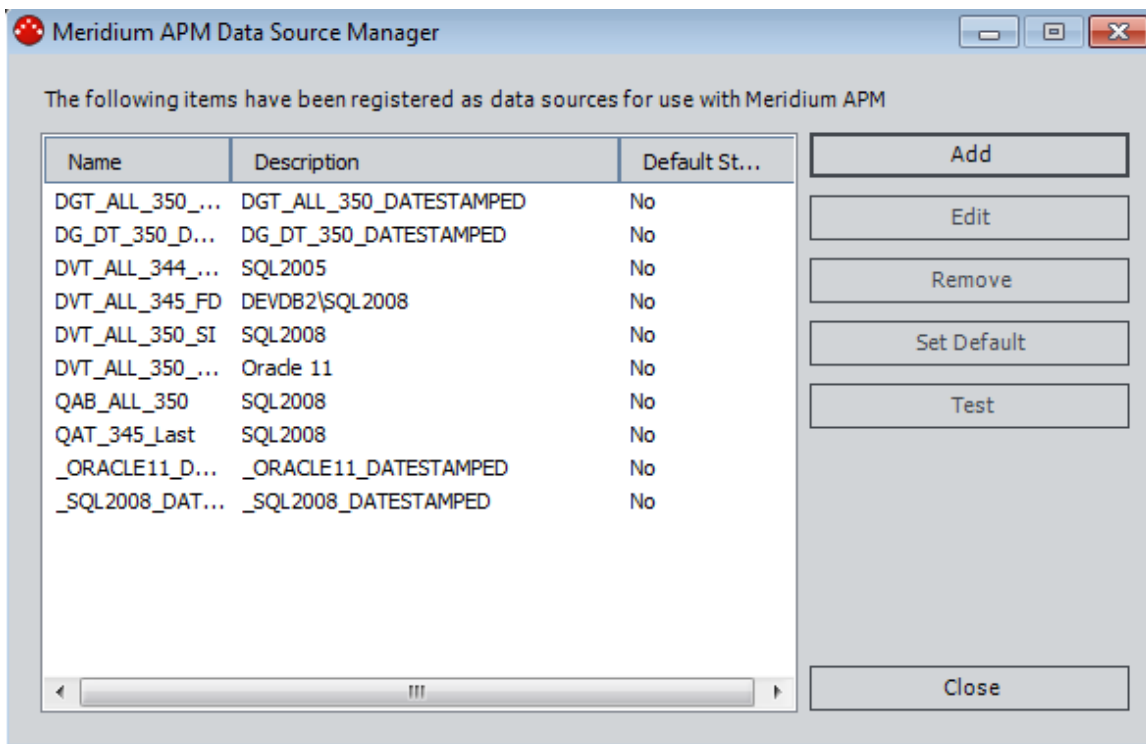 Meridium APM Data Source Manager
The following items have been registered as data sources for use with Meridium APM
Name Description Default St...
DGT_ALL_350_... DGT_ALL_350_DATESTAMPED No
DG_DT_350_D... DG_DT_350_DATESTAMPED No
DVT_ALL_344_... SQL2005 No
DVT_ALL_345_FD DEVDB2\SQL2008 No
DVT_ALL_350_SI SQL2008 No
DVT_ALL_350_... Oracle 11 No
QAB_ALL_350 SQL2008 No
QAT_345_Last SQL2008 No
_ORACLE11_D... _ORACLE11_DATESTAMPED No
_SQL2008_DAT... _SQL2008_DATESTAMPED No
Add
Edit
Remove
Set Default
Test
Close